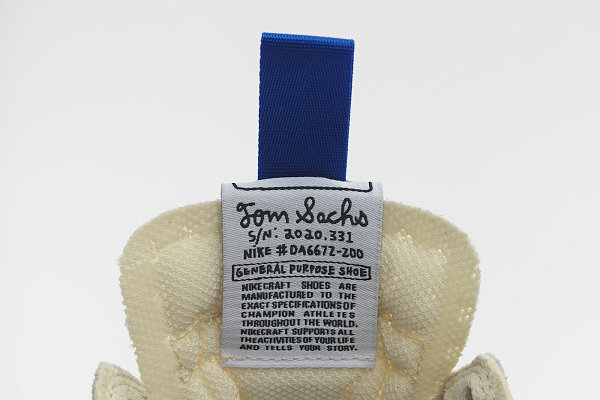 Tom Sachs
S/N: 2020.331
NIKE #DA6672-200
GENERAL PURPOSE SHOE
NIKECRAFT SHOES ARE
MANUFACTURED TO THE
EXACT SPECIFICATIONS OF
CHAMPION ATHLETES
THROUGHOUT THE WORLD.
NIKECRAFT SUPPORTS ALL
THE ACTIVITIES OF YOUR LIFE
AND TELLS YOUR STORY.